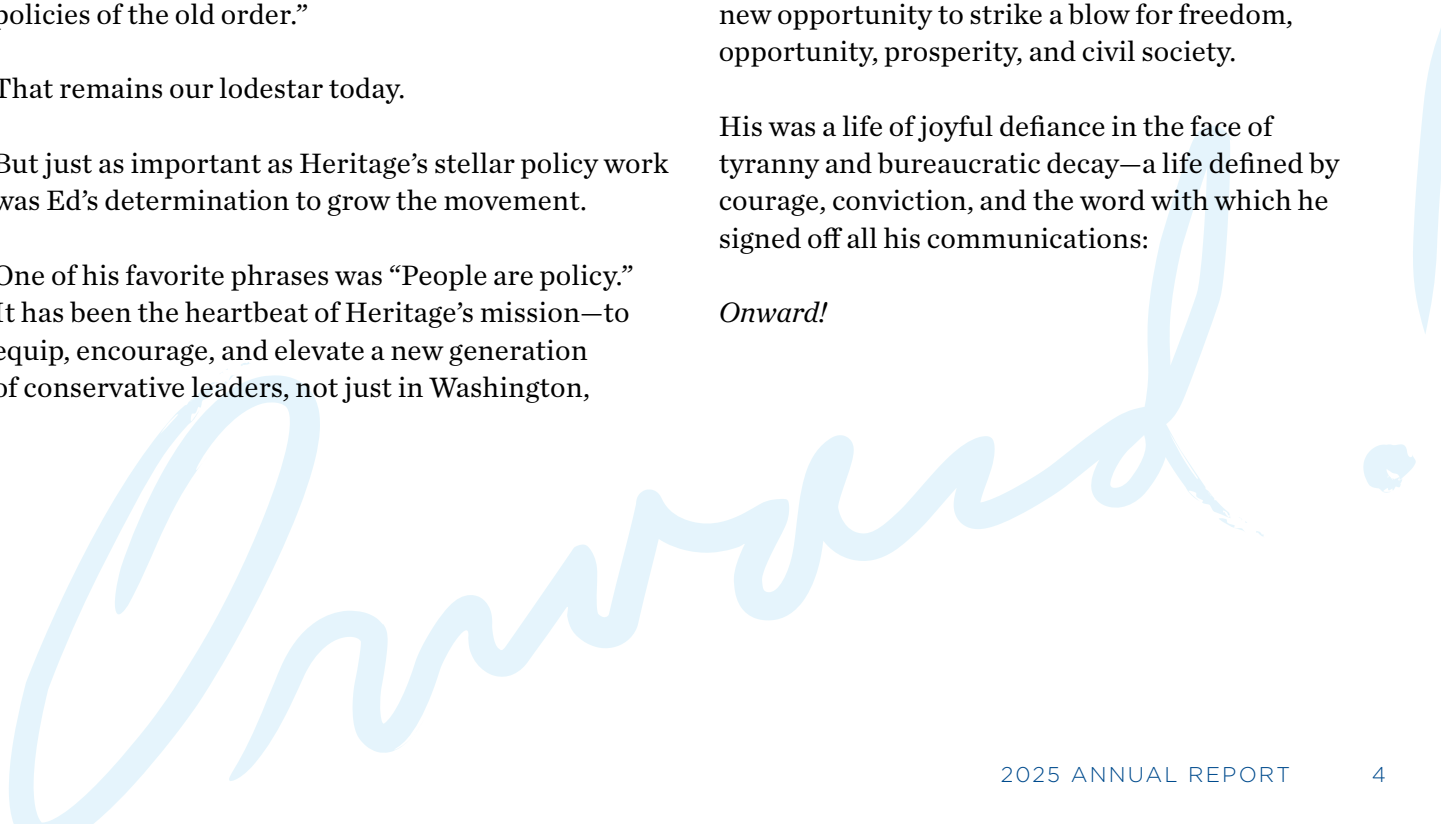 policies of the old order.”
That remains our lodestar today.
But just as important as Heritage’s stellar policy work
was Ed’s determination to grow the movement.
One of his favorite phrases was “People are policy.”
It has been the heartbeat of Heritage’s mission—to
equip, encourage, and elevate a new generation
of conservative leaders, not just in Washington,
new opportunity to strike a blow for freedom,
opportunity, prosperity, and civil society.
His was a life of joyful defiance in the face of
tyranny and bureaucratic decay—a life defined by
courage, conviction, and the word with which he
signed off all his communications:
Onward!
Onward!
2025 ANNUAL REPORT 4